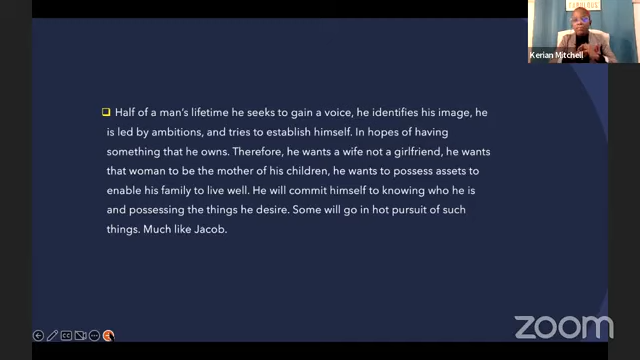 FABULOUS
Kerian Mitchell
Half of a man's lifetime he seeks to gain a voice, he identifies his image, he
is led by ambitions, and tries to establish himself. In hopes of having
something that he owns. Therefore, he wants a wife not a girlfriend, he wants
that woman to be the mother of his children, he wants to possess assets to
enable his family to live well. He will commit himself to knowing who he is
and possessing the things he desire. Some will go in hot pursuit of such
things. Much like Jacob.
CC
zoom